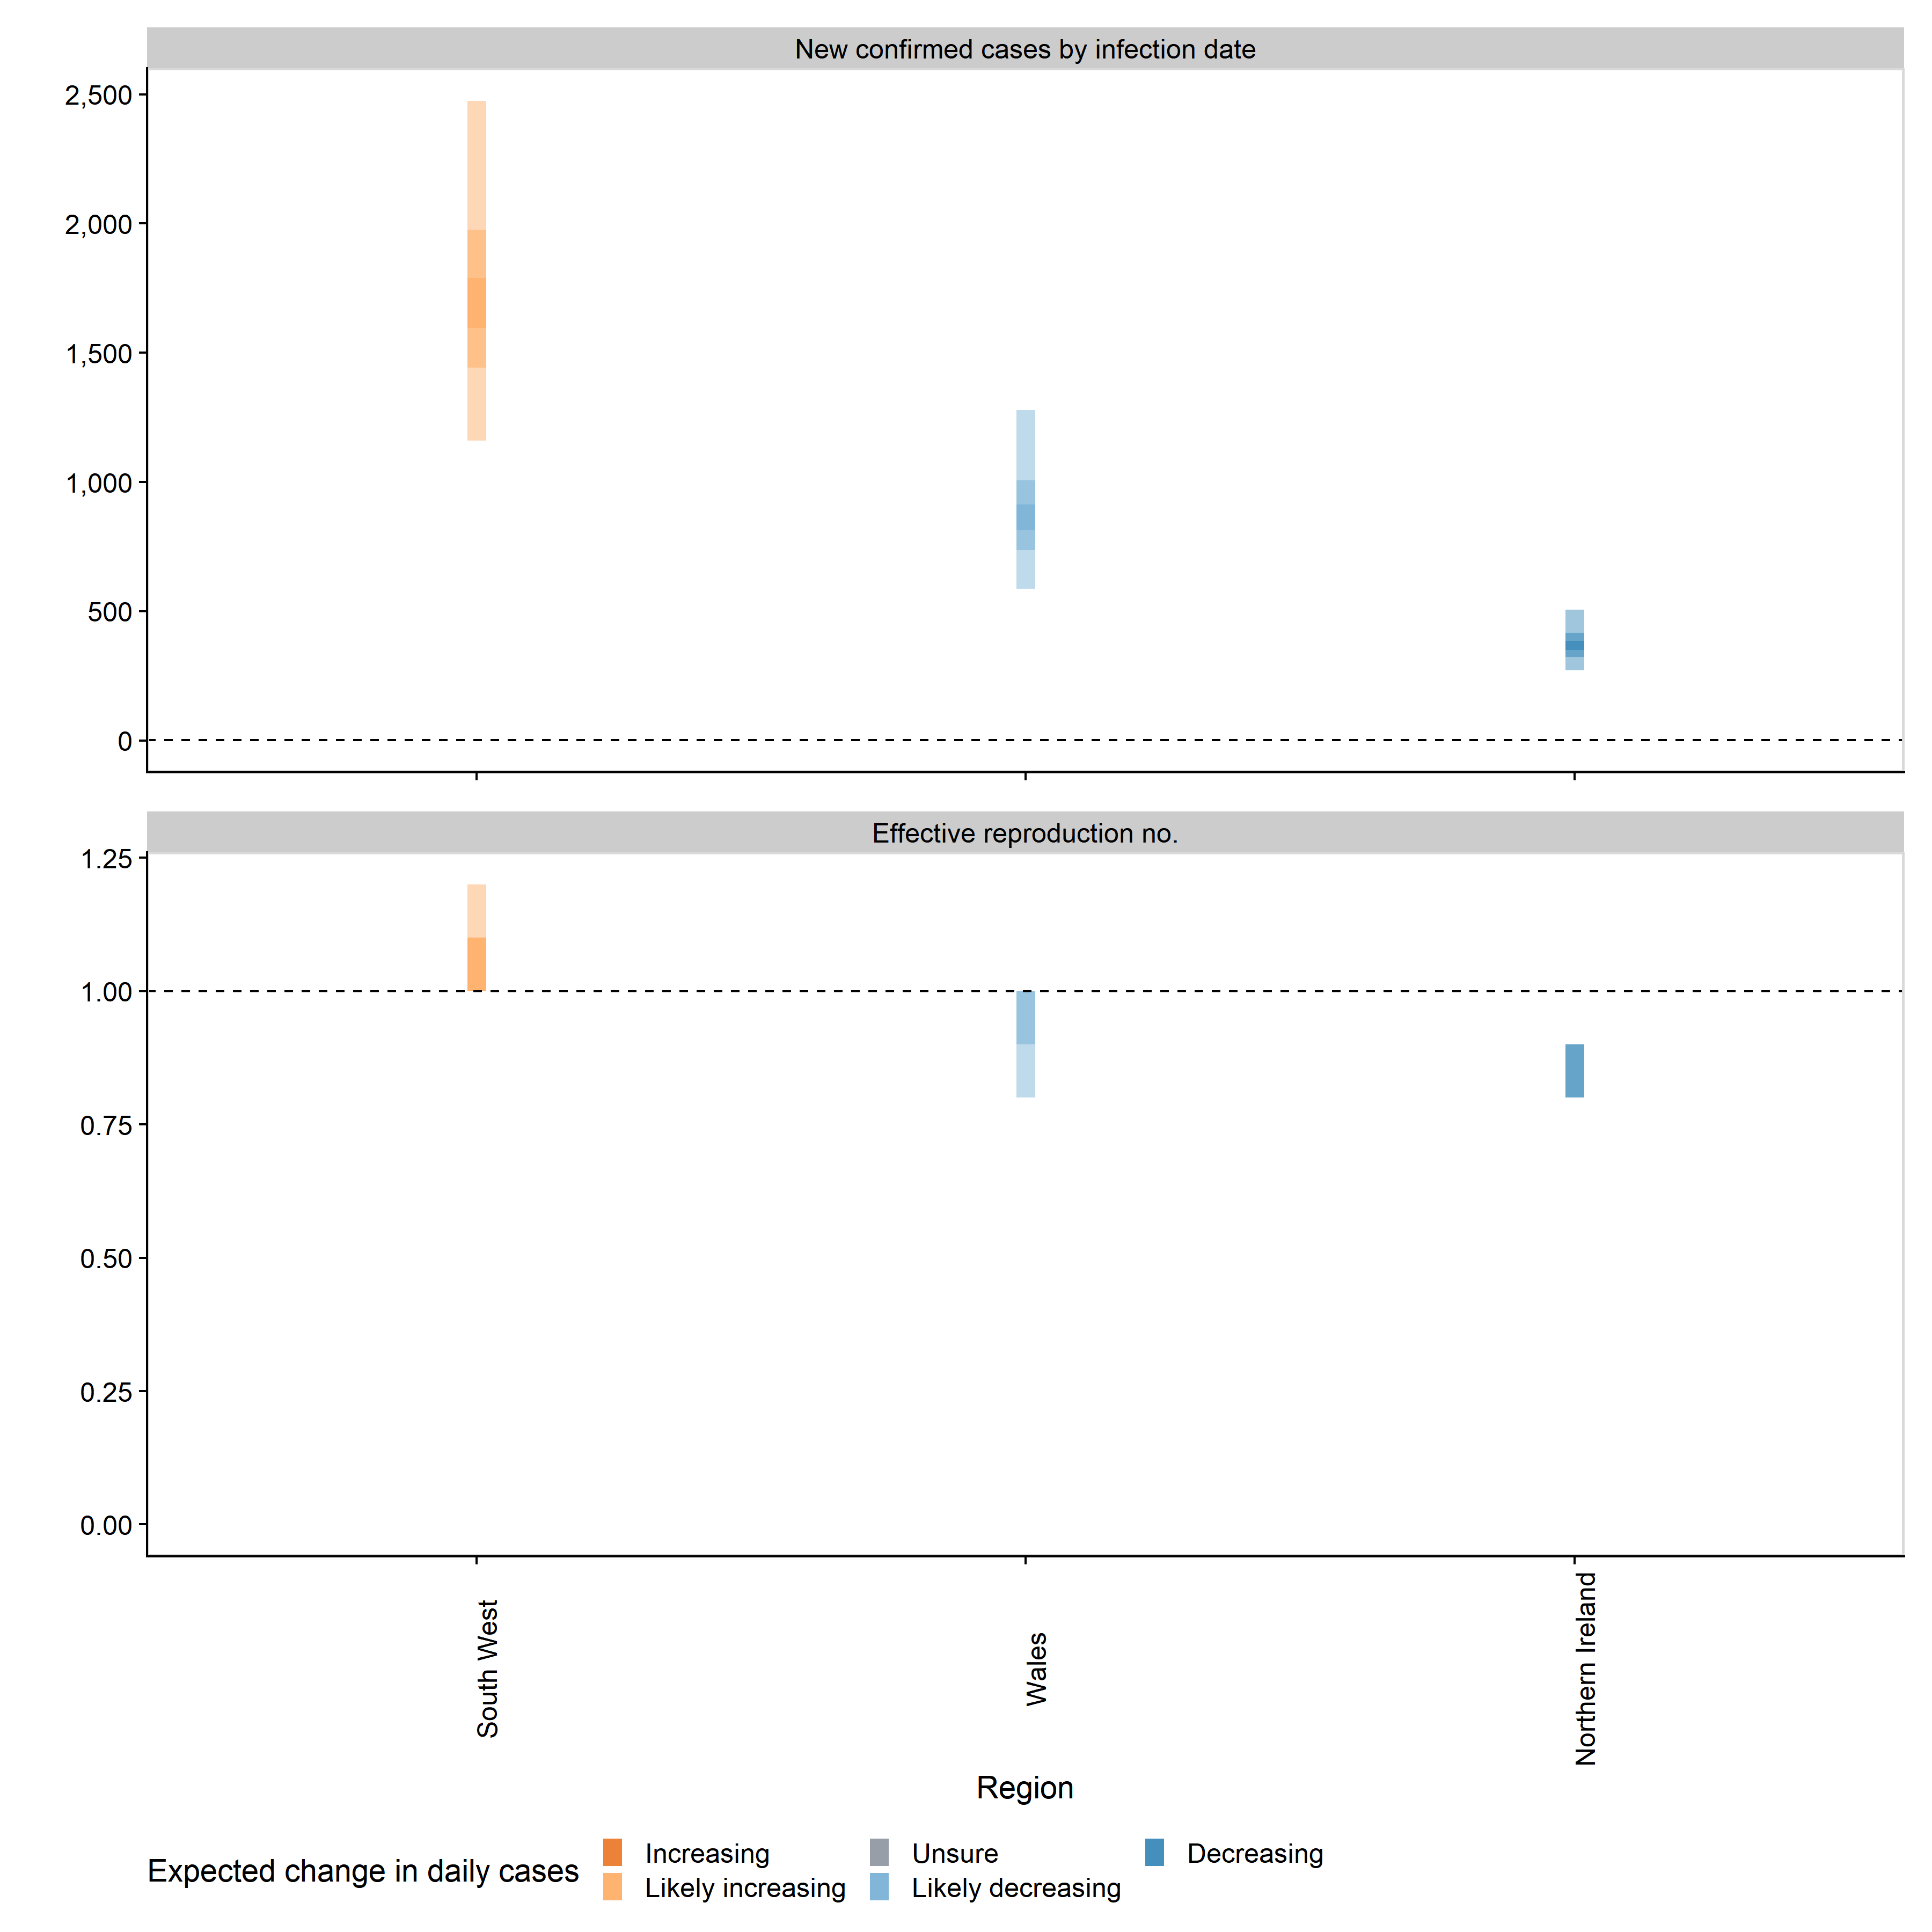 New confirmed cases by infection date
2,500
2,000
1,500
1,000
500
0
Effective reproduction no.
1.25
1.00
0.75
0.50
0.25
0.00
South West
Wales
Northern Ireland
Region
Expected change in daily cases
Increasing
Unsure
Decreasing
Likely increasing
Likely decreasing